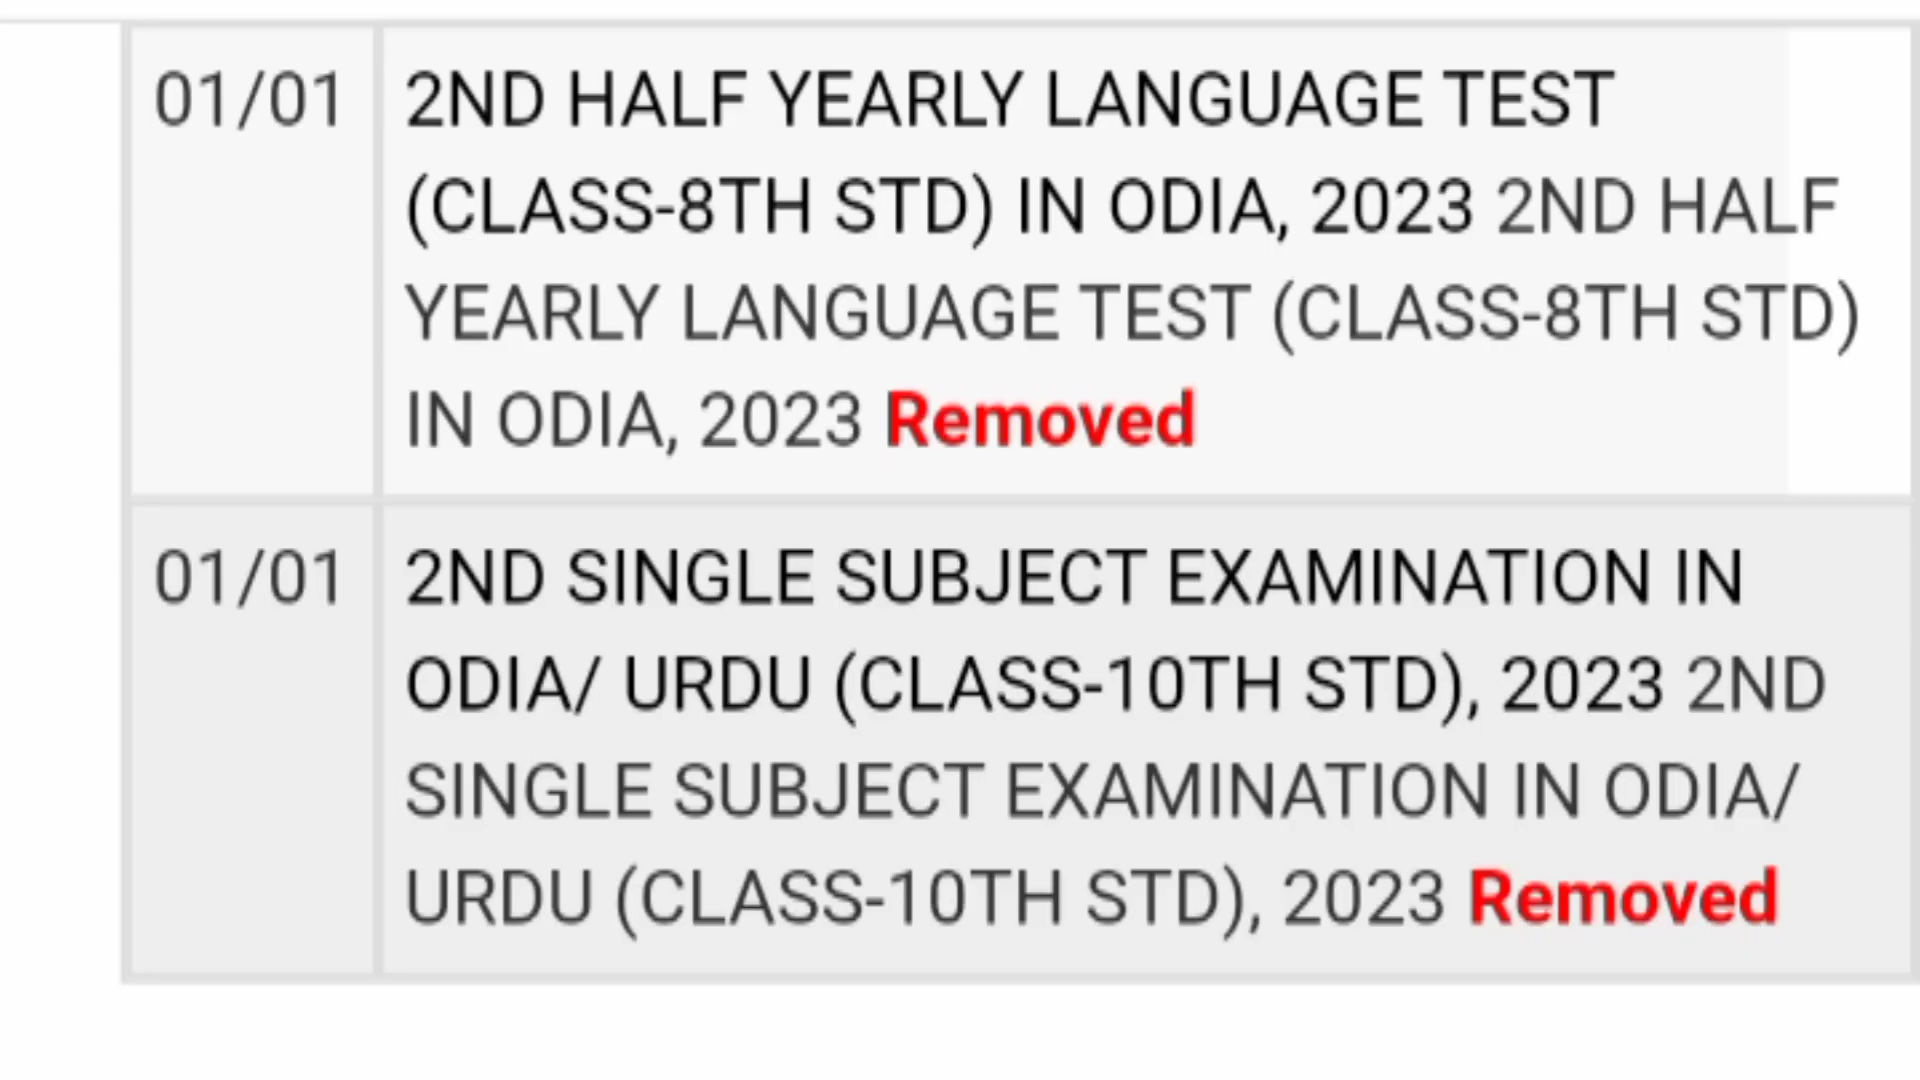 01/01 2ND HALF YEARLY LANGUAGE TEST
(CLASS-8TH STD) IN ODIA, 2023 2ND HALF
YEARLY LANGUAGE TEST (CLASS-8TH STD)
IN ODIA, 2023 Removed
01/01 2ND SINGLE SUBJECT EXAMINATION IN
ODIA/ URDU (CLASS-10TH STD), 2023 2ND
SINGLE SUBJECT EXAMINATION IN ODIA/
URDU (CLASS-10TH STD), 2023 Removed